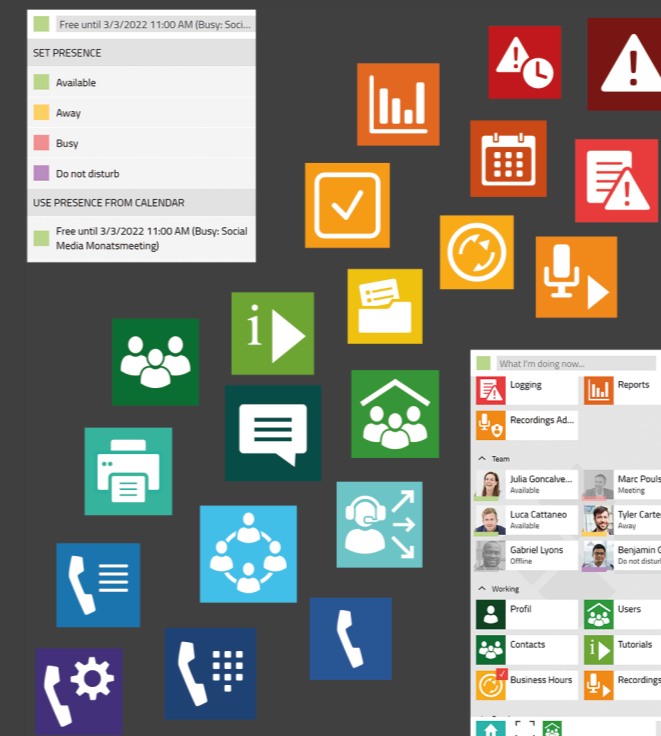 Free until 3/3/2022 11:00 AM (Busy: Soci...
SET PRESENCE
Available
Away
Busy
Do not disturb
USE PRESENCE FROM CALENDAR
Free until 3/3/2022 11:00 AM (Busy: Social
Media Monatsmeeting)
i
What I'm doing now...
Logging
Reports
Recordings Ad...
Team
Julia Goncalve...
Available
Marc Pouls
Meeting
Luca Cattaneo
Available
Tyler Carte
Away
Gabriel Lyons
Offline
Benjamin
Do not disturb
Working
Profil
Users
Contacts
i
Tutorials
Business Hours
Recordings